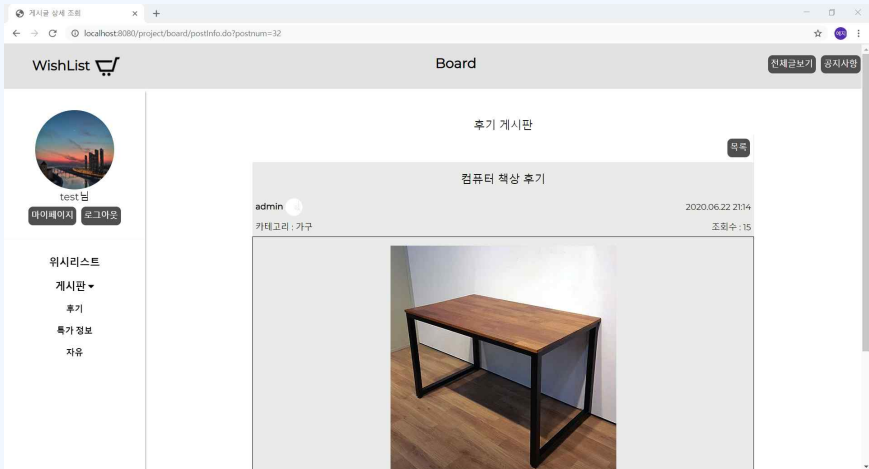 게시글 상세 조회
localhost:8080/project/board/postInfo.do?postnum=32
예지
WishList
Board
전체글보기 공지사항
후기 게시판
목록
test님
마이페이지 로그아웃
컴퓨터 책상 후기
admin
2020.06.22 21:14
카테고리 : 가구
조회수 : 15
위시리스트
게시판
후기
특가 정보
자유